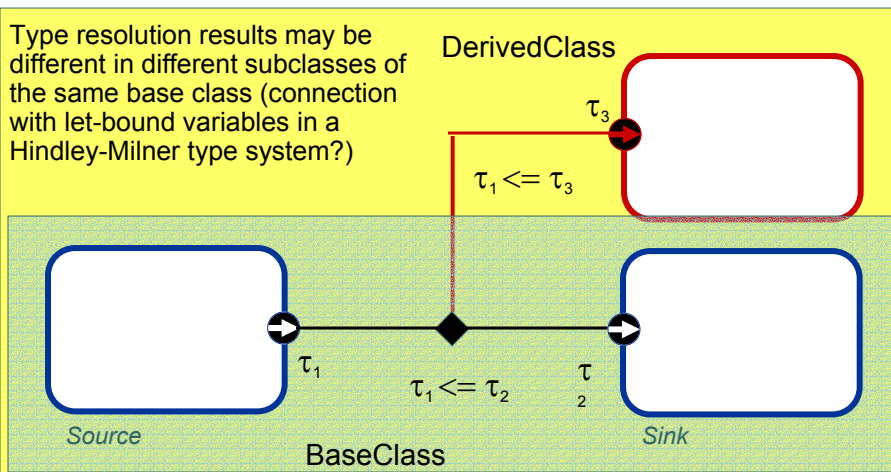 Type resolution results may be
different in different subclasses of
the same base class (connection
with let-bound variables in a
Hindley-Milner type system?)
DerivedClass
τ₃
τ₁<= τ₃
τ₁
τ₁<= τ₂
τ
2
Source
Sink
BaseClass